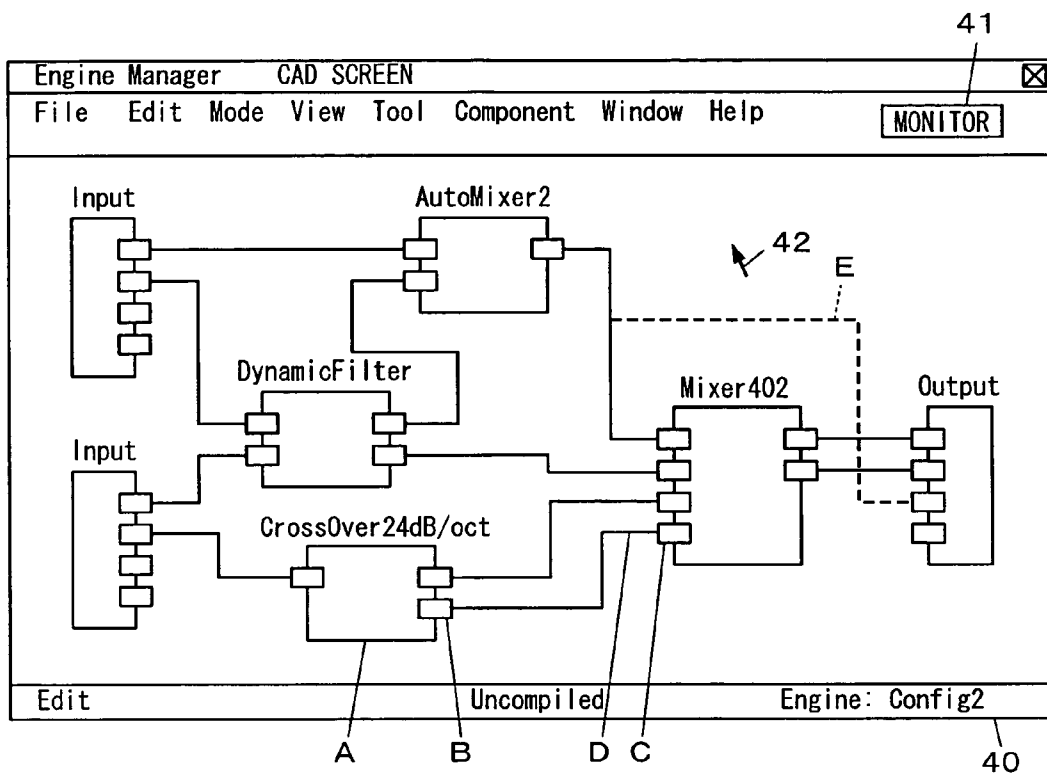 41
Engine Manager CAD SCREEN
File Edit Mode View Tool Component Window Help MONITOR
Input
AutoMixer2
42
E
DynamicFilter
Mixer402
Output
Input
CrossOver24dB/oct
Edit Uncompiled Engine: Config2
A B D C
40